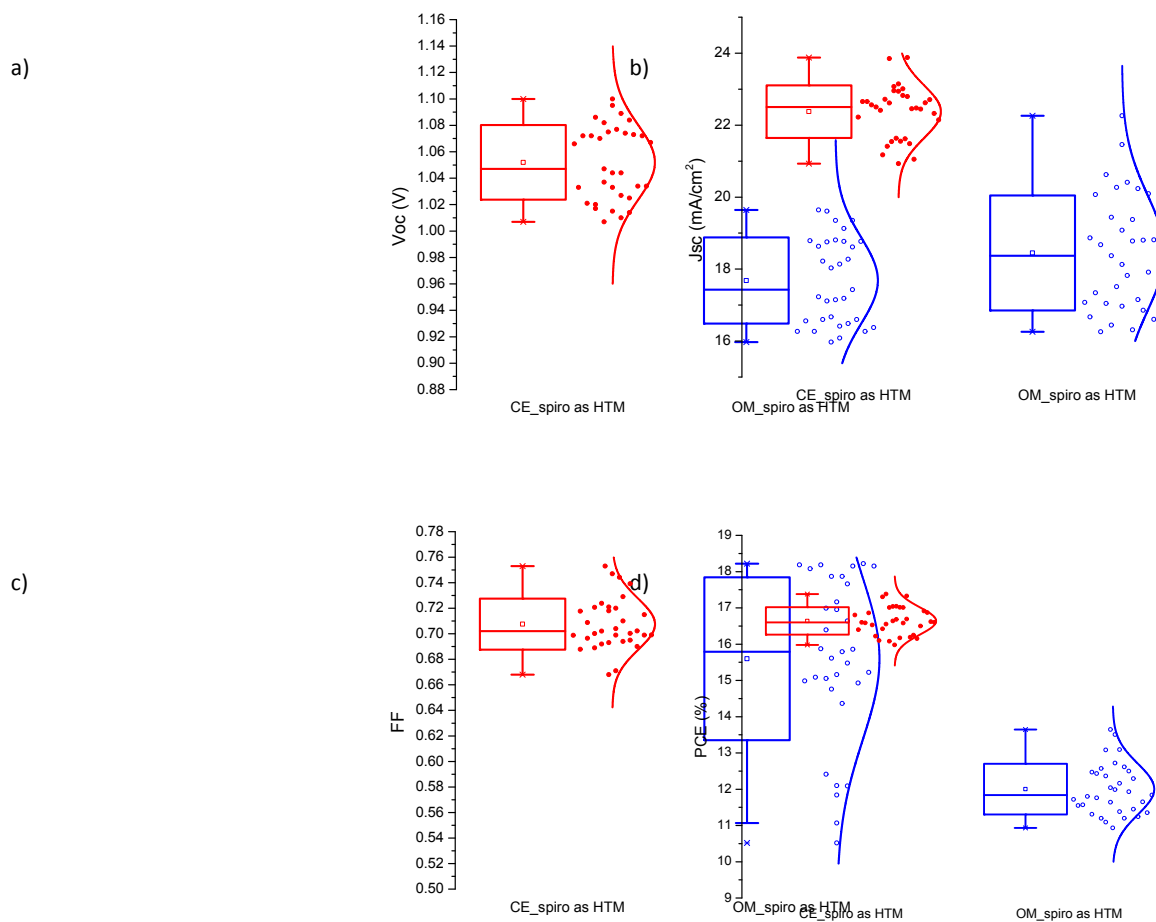 a)
Voc (V)
1.16
1.14
1.12
1.10
1.08
1.06
1.04
1.02
1.00
0.98
0.96
0.94
0.92
0.90
0.88
CE_spiro as HTM
OM_spiro as HTM
b)
Jsc (mA/cm²)
24
22
20
18
16
CE_spiro as HTM
OM_spiro as HTM
c)
FF
0.78
0.76
0.74
0.72
0.70
0.68
0.66
0.64
0.62
0.60
0.58
0.56
0.54
0.52
0.50
CE_spiro as HTM
OM_spiro as HTM
d)
PCE (%)
19
18
17
16
15
14
13
12
11
10
9
CE_spiro as HTM
OM_spiro as HTM